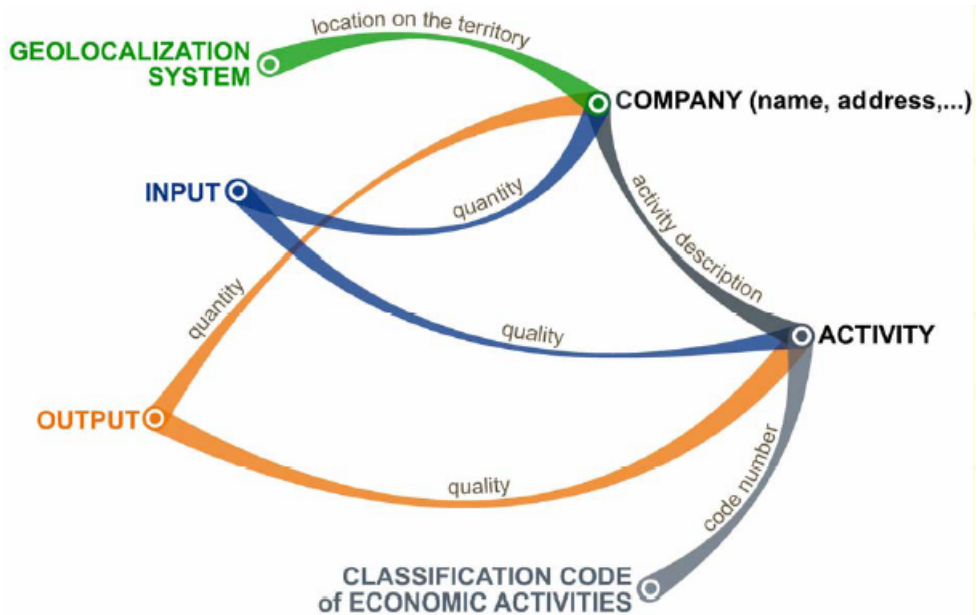 location on the territory
GEOLOCALIZATION
SYSTEM
COMPANY (name, address,...)
INPUT
quantity
activity description
quantity
quality
ACTIVITY
OUTPUT
quality
code number
CLASSIFICATION CODE
of ECONOMIC ACTIVITIES